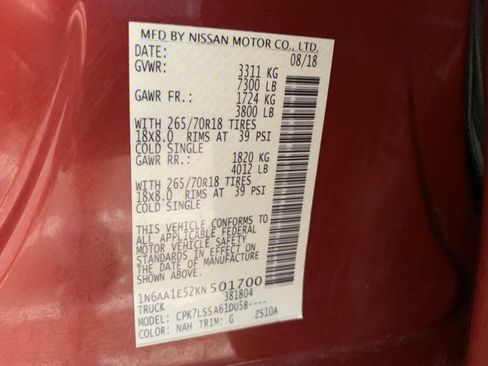 MFD BY NISSAN MOTOR CO., LTD.
DATE: 08/18
GVWR: 3311 KG
7300 LB
GAWR FR.: 1724 KG
3800 LB
WITH 265/70R18 TIRES
18X8.0 RIMS AT 39 PSI
COLD SINGLE
GAWR RR.: 1820 KG
4012 LB
WITH 265/70R18 TIRES
18X8.0 RIMS AT 39 PSI
COLD SINGLE
THIS VEHICLE CONFORMS TO
ALL APPLICABLE FEDERAL
MOTOR VEHICLE SAFETY
STANDARDS IN EFFECT ON
THE DATE OF MANUFACTURE
SHOWN ABOVE.
1N6AA1E52KN501700
TRUCK 381804
MODEL: CPK7LSSA61DU5B----
COLOR: NAH TRIM: G ZS10A